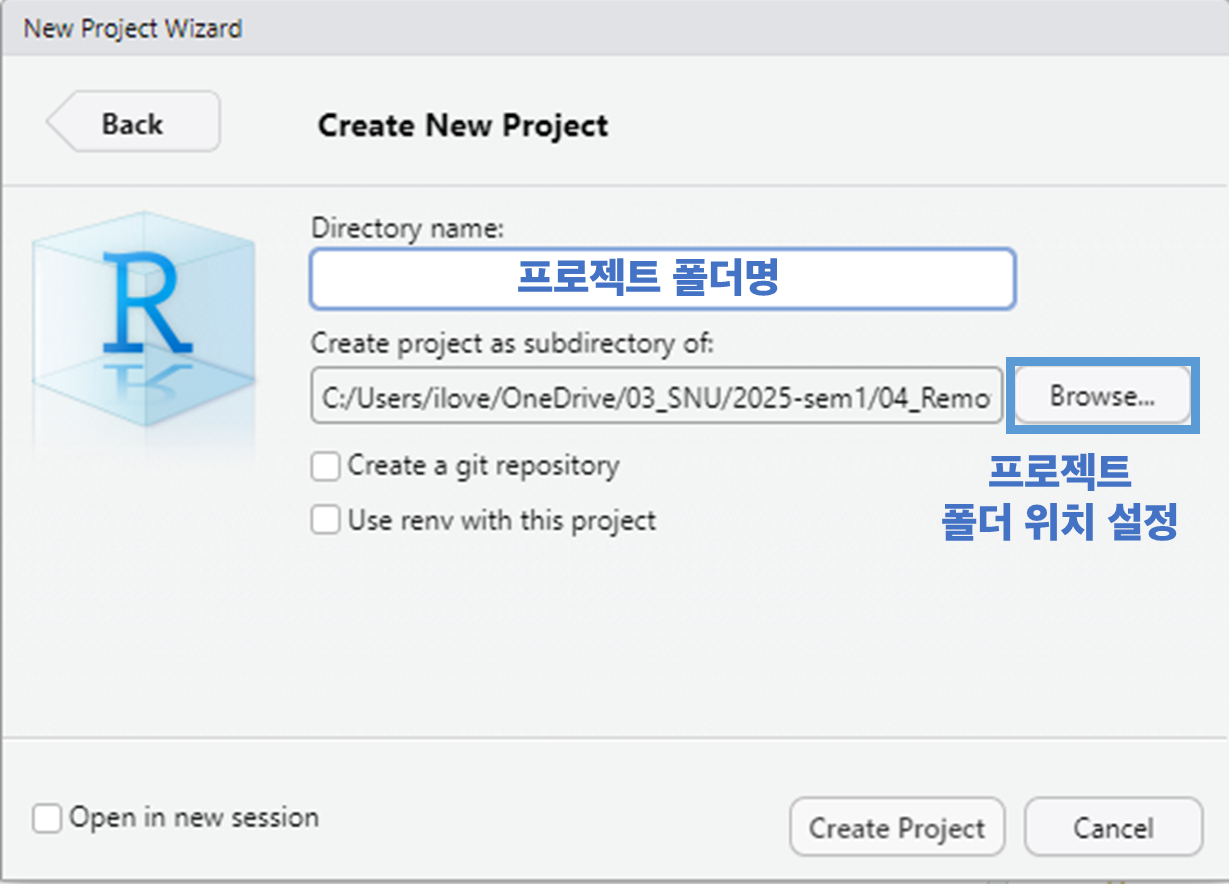 New Project Wizard
Back
Create New Project
R
Directory name:
프로젝트 폴더명
Create project as subdirectory of:
C:/Users/ilove/OneDrive/03_SNU/2025-sem1/04_Remo
Browse...
Create a git repository
프로젝트
Use renv with this project
폴더 위치 설정
Open in new session
Create Project
Cancel